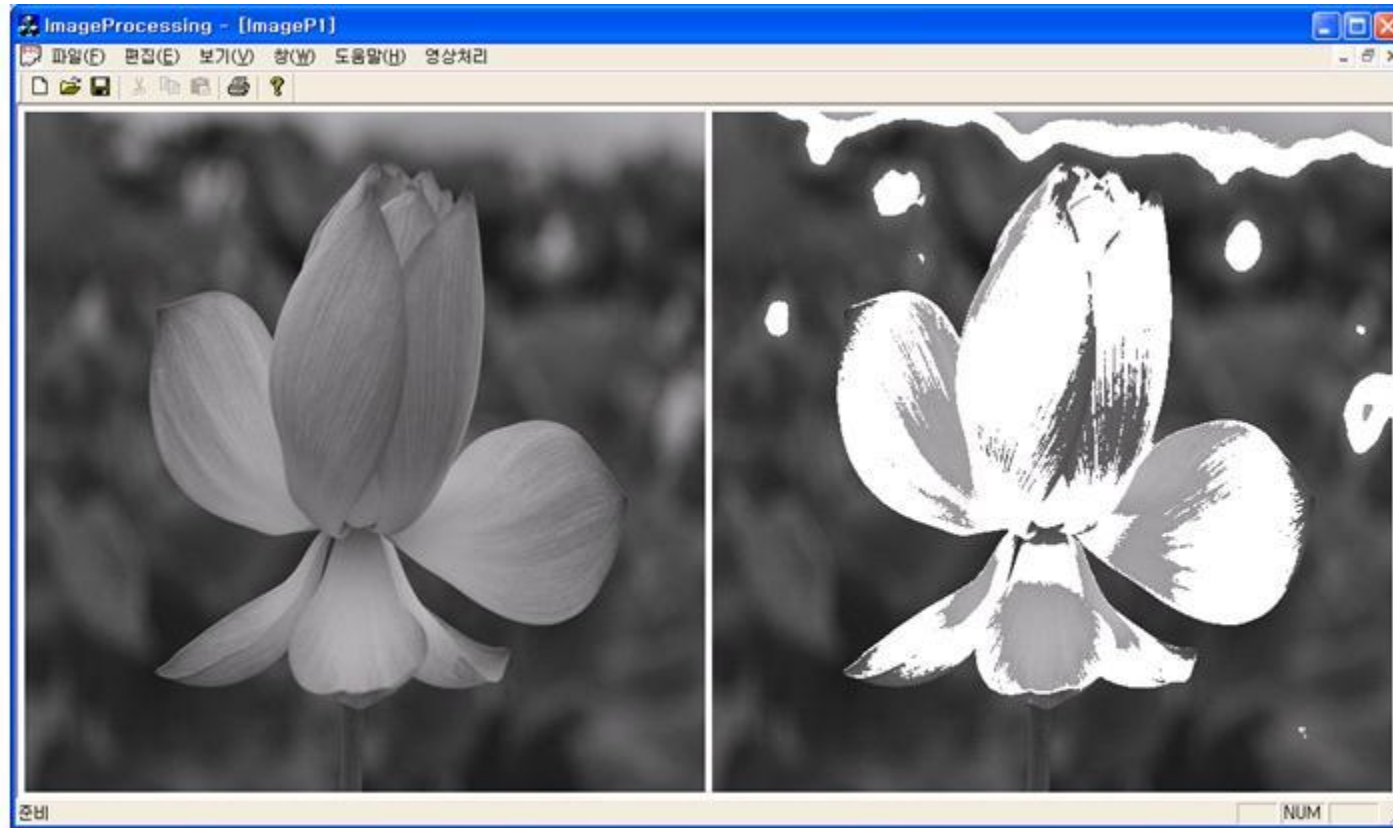 ImageProcessing - [ImageP1]
파일(F) 편집(E) 보기(V) 창(W) 도움말(H) 영상처리
준비 NUM